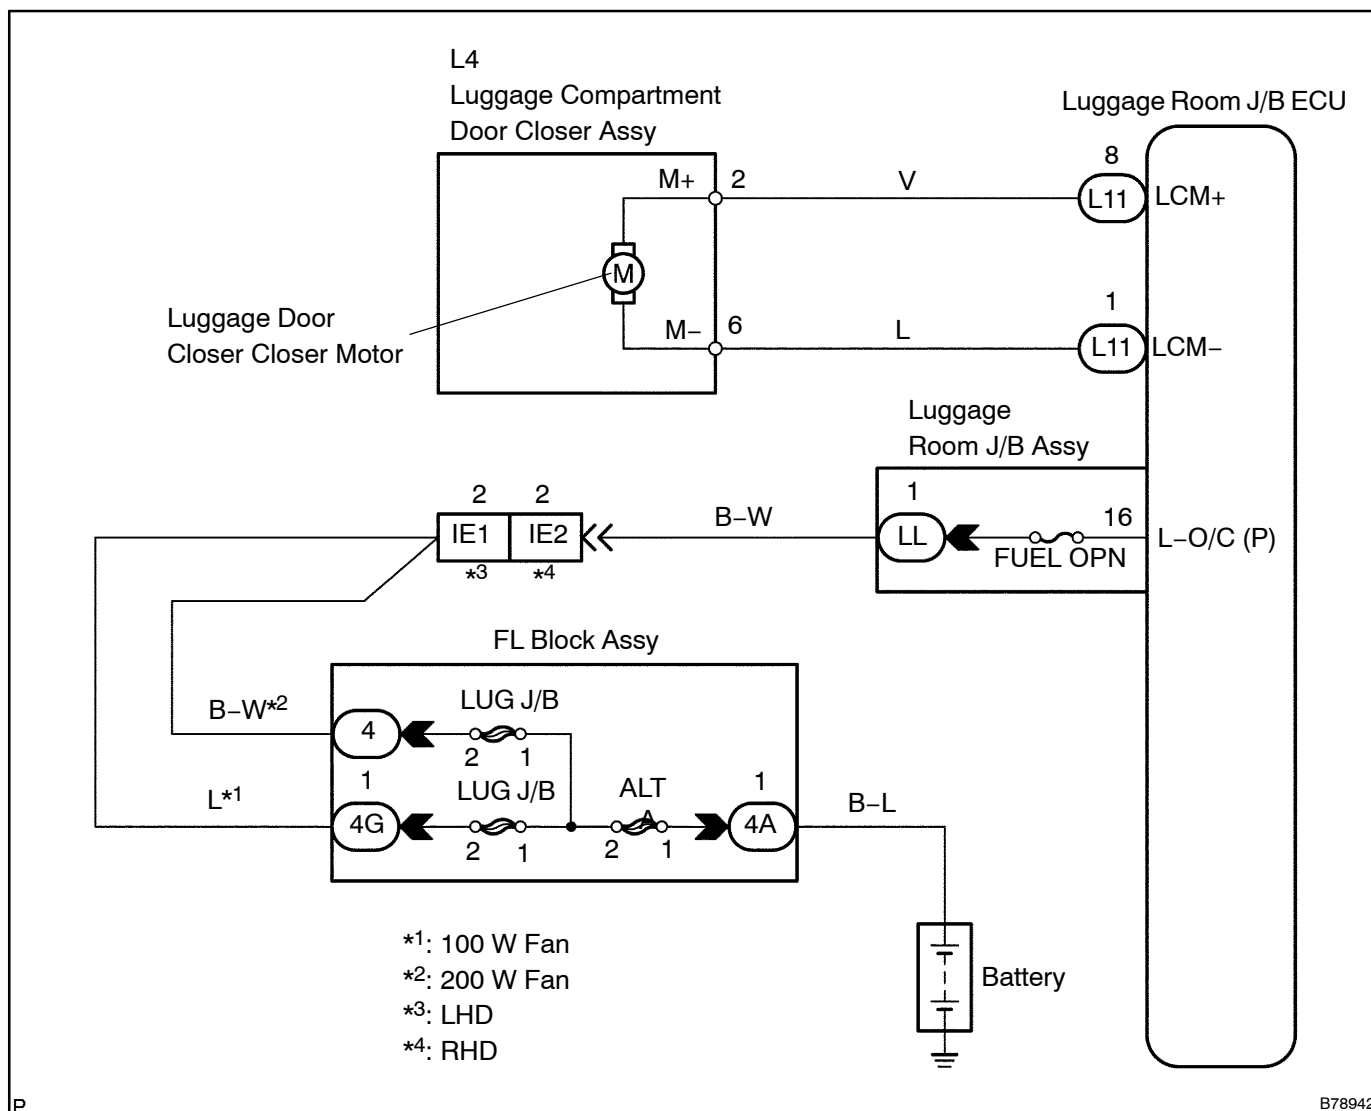 L4
Luggage Compartment
Door Closer Assy
Luggage Room J/B ECU
M+
2
V
8
L11
LCM+
M
Luggage Door
Closer Closer Motor
M−
6
L
1
L11
LCM−
Luggage
Room J/B Assy
2
2
IE1
IE2
*3
*4
B−W
1
LL
16
FUEL OPN
L−O/C (P)
FL Block Assy
B−W*2
4
LUG J/B
2
1
L*1
1
4G
LUG J/B
2
1
ALT
A
2
1
1
4A
B−L
*1: 100 W Fan
*2: 200 W Fan
*3: LHD
*4: RHD
Battery
P
B78942